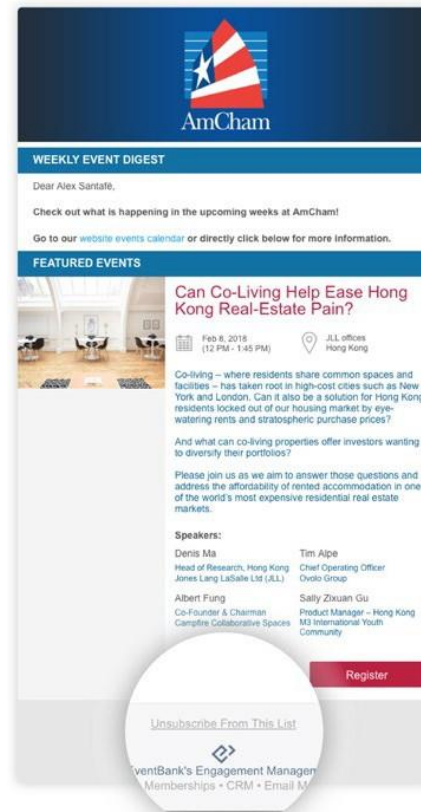 AmCham
WEEKLY EVENT DIGEST
Dear Alex Santafé,
Check out what is happening in the upcoming weeks at AmCham!
Go to our website events calendar or directly click below for more information.
FEATURED EVENTS
Can Co-Living Help Ease Hong
Kong Real-Estate Pain?
Feb 8, 2018
(12 PM - 1:45 PM)
JLL offices
Hong Kong
Co-living – where residents share common spaces and
facilities – has taken root in high-cost cities such as New
York and London. Can it also be a solution for Hong Kong
residents locked out of our housing market by eye-
watering rents and stratospheric purchase prices?
And what can co-living properties offer investors wanting
to diversify their portfolios?
Please join us as we aim to answer those questions and
address the affordability of rented accommodation in one
of the world's most expensive residential real estate
markets.
Speakers:
Denis Ma
Head of Research, Hong Kong
Jones Lang LaSalle Ltd (JLL)
Tim Alpe
Chief Operating Officer
Ovolo Group
Albert Fung
Co-Founder & Chairman
Campfire Collaborative Spaces
Sally Zixuan Gu
Product Manager – Hong Kong
M3 International Youth
Community
Register
Unsubscribe From This List
ventBank's Engagement Manager
Memberships • CRM • Email M